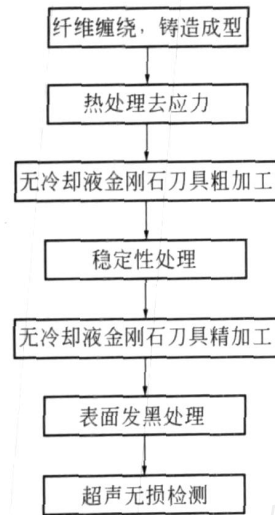 纤维缠绕，铸造成型
热处理去应力
无冷却液金刚石刀具粗加工
稳定性处理
无冷却液金刚石刀具精加工
表面发黑处理
超声无损检测